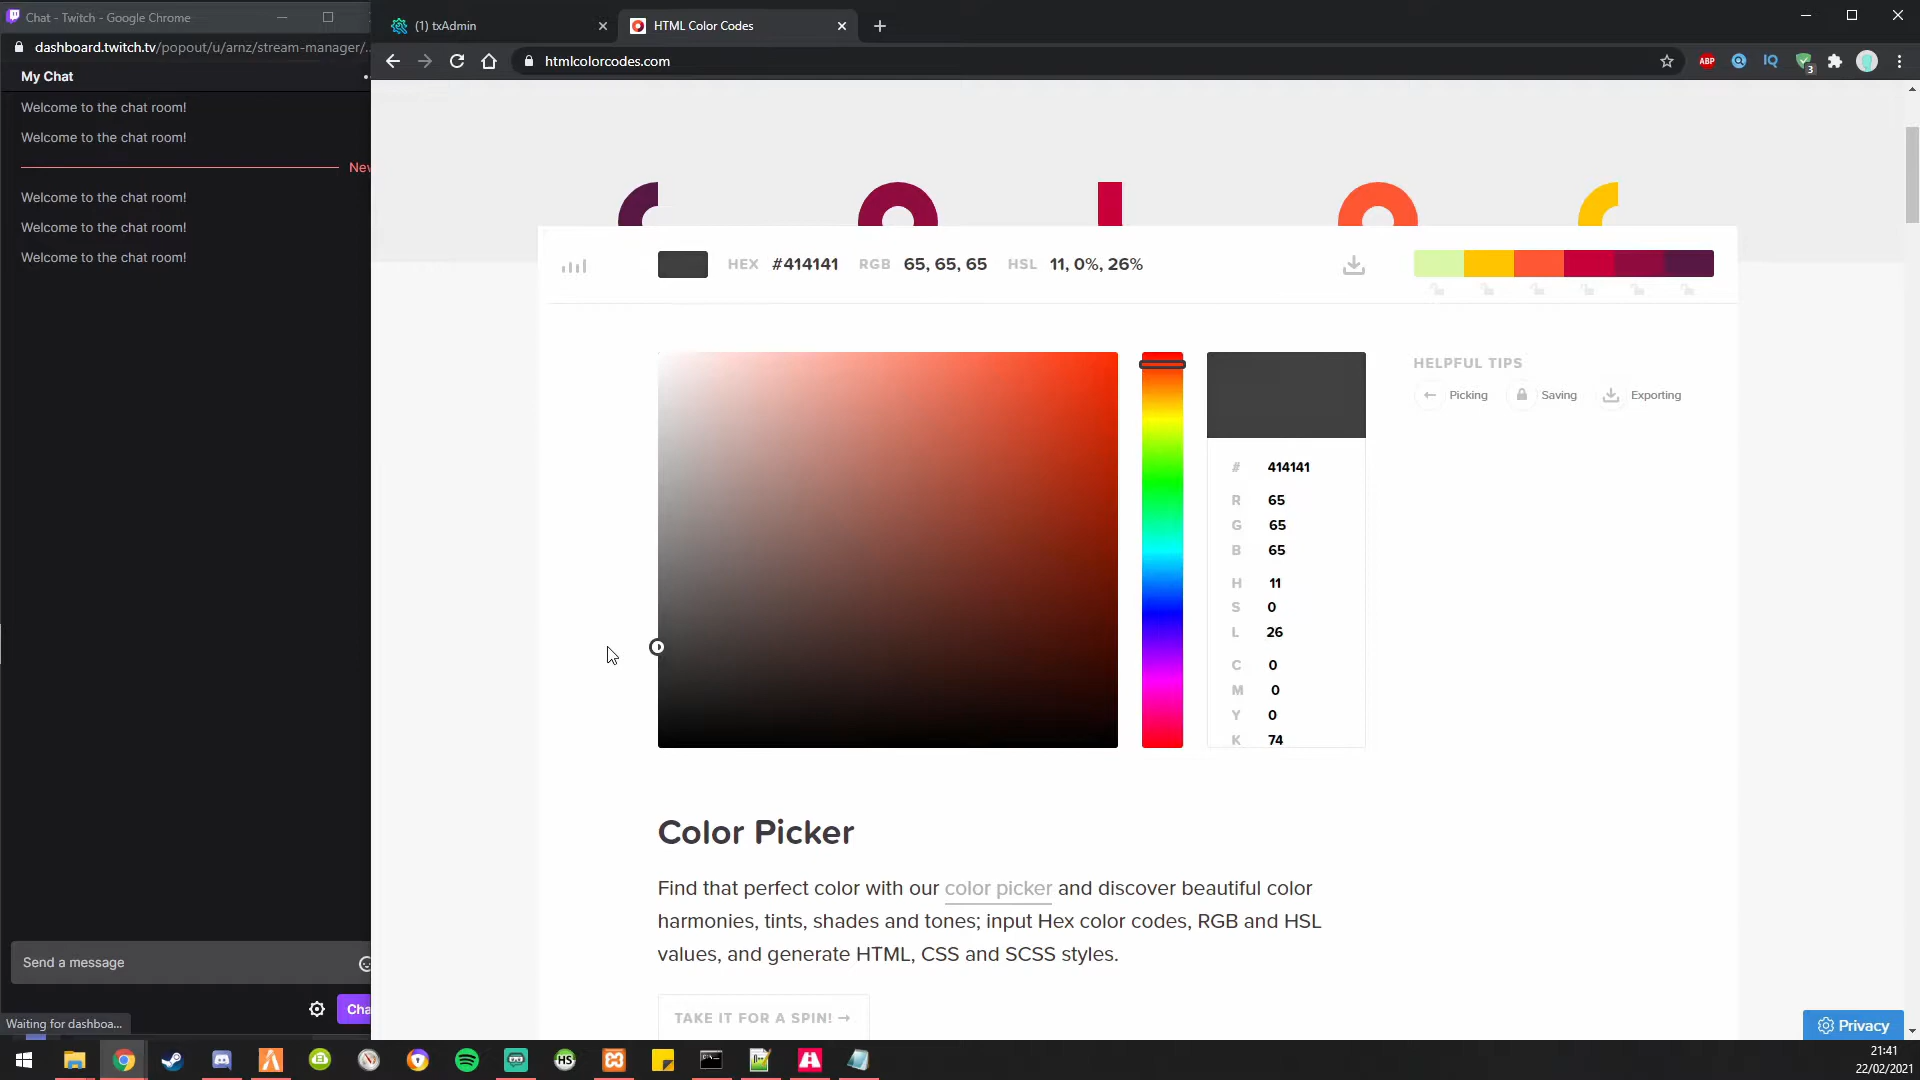 Chat - Twitch - Google Chrome
dashboard.twitch.tv/popout/u/arnz/stream-manager/...
My Chat
Welcome to the chat room!
Welcome to the chat room!
New
Welcome to the chat room!
Welcome to the chat room!
Welcome to the chat room!
Send a message
Cha
Waiting for dashboa...
(1) txAdmin
HTML Color Codes
htmlcolorcodes.com
ABP
IQ
3
HEX #414141 RGB 65, 65, 65 HSL 11, 0%, 26%
# 414141
R 65
G 65
B 65
H 11
S 0
L 26
C 0
M 0
Y 0
K 74
HELPFUL TIPS
Picking Saving Exporting
Color Picker
Find that perfect color with our color picker and discover beautiful color
harmonies, tints, shades and tones; input Hex color codes, RGB and HSL
values, and generate HTML, CSS and SCSS styles.
TAKE IT FOR A SPIN! →
Privacy
HS
21:41
22/02/2021